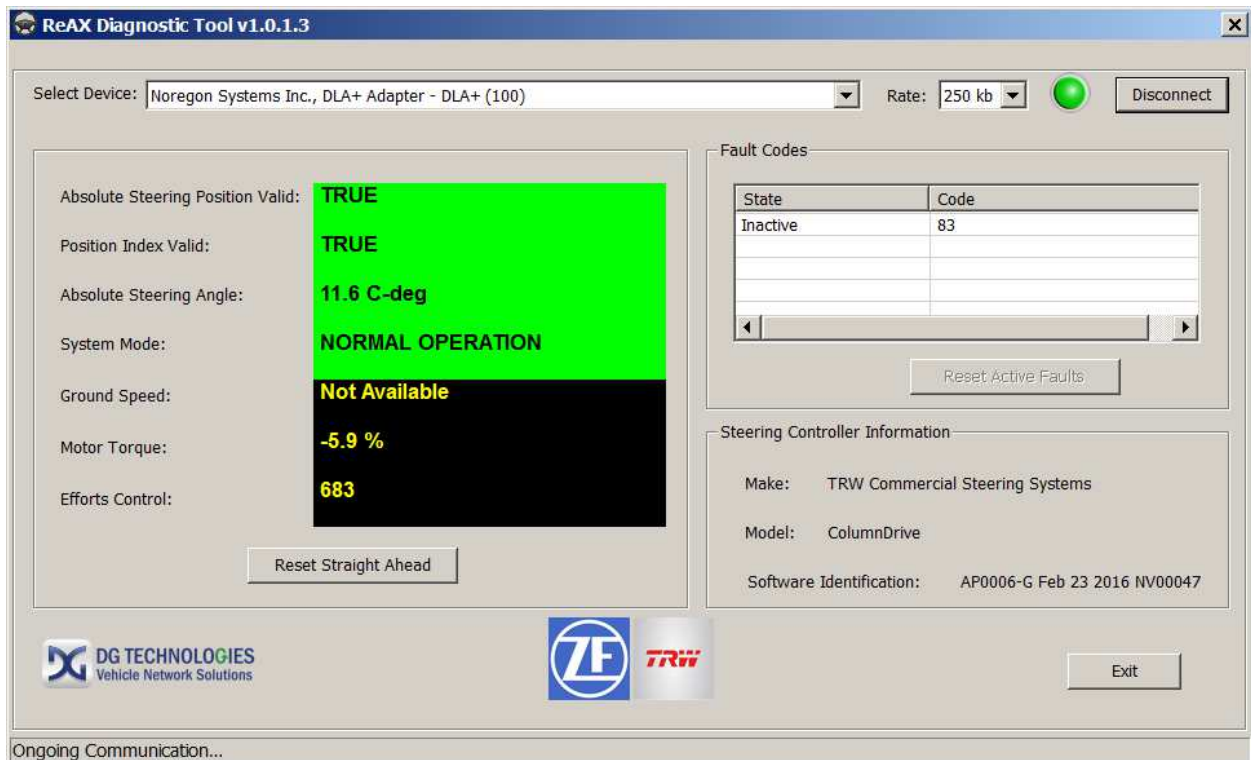 ReAX Diagnostic Tool v1.0.1.3
Select Device: Noregon Systems Inc., DLA+ Adapter - DLA+ (100) Rate: 250 kb Disconnect
Absolute Steering Position Valid: TRUE
Position Index Valid: TRUE
Absolute Steering Angle: 11.6 C-deg
System Mode: NORMAL OPERATION
Ground Speed: Not Available
Motor Torque: -5.9 %
Efforts Control: 683
Reset Straight Ahead
Fault Codes
State Code
Inactive 83
Reset Active Faults
Steering Controller Information
Make: TRW Commercial Steering Systems
Model: ColumnDrive
Software Identification: AP0006-G Feb 23 2016 NV00047
DG DG TECHNOLOGIES
Vehicle Network Solutions
ZF TRW
Exit
Ongoing Communication...